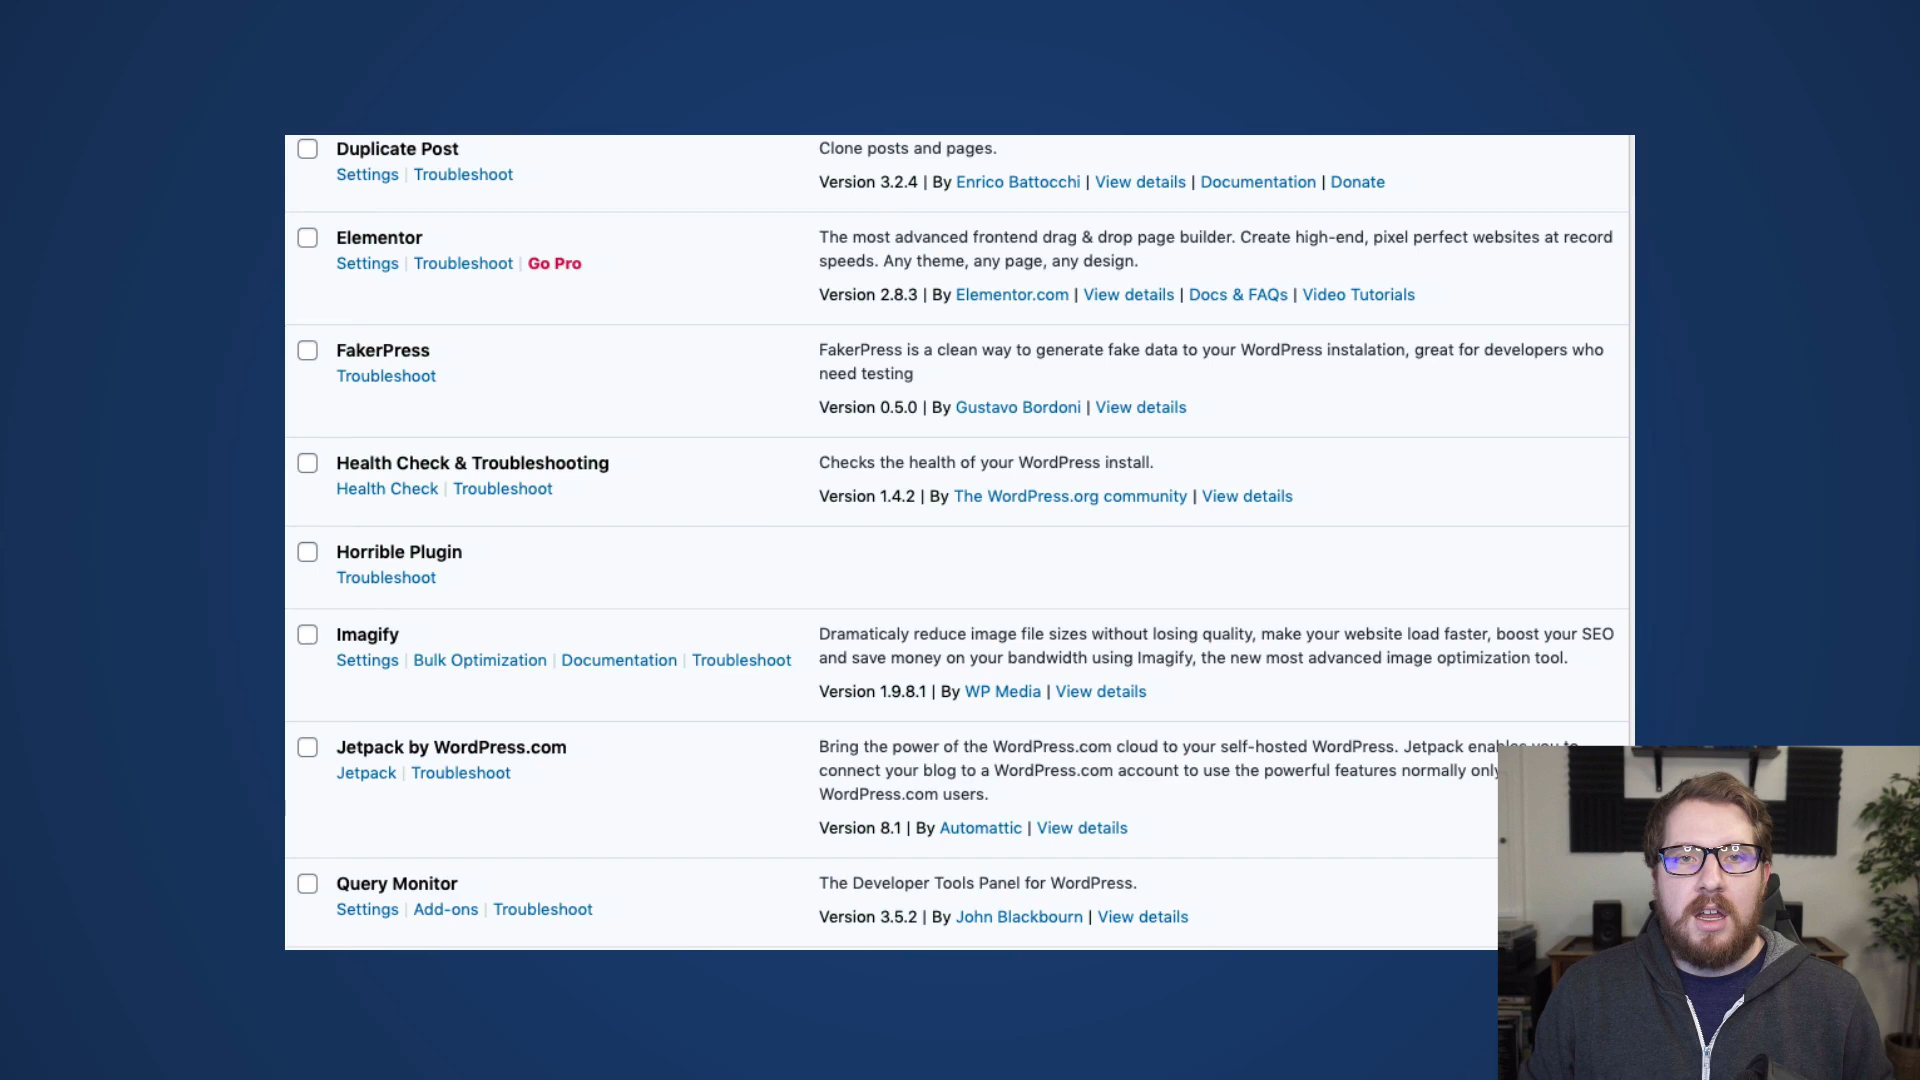 Duplicate Post
Clone posts and pages.
Settings | Troubleshoot
Version 3.2.4 | By Enrico Battocchi | View details | Documentation | Donate
Elementor
The most advanced frontend drag & drop page builder. Create high-end, pixel perfect websites at record
speeds. Any theme, any page, any design.
Settings | Troubleshoot | Go Pro
Version 2.8.3 | By Elementor.com | View details | Docs & FAQs | Video Tutorials
FakerPress
FakerPress is a clean way to generate fake data to your WordPress instalation, great for developers who
need testing
Troubleshoot
Version 0.5.0 | By Gustavo Bordoni | View details
Health Check & Troubleshooting
Checks the health of your WordPress install.
Health Check | Troubleshoot
Version 1.4.2 | By The WordPress.org community | View details
Horrible Plugin
Troubleshoot
Imagify
Dramaticaly reduce image file sizes without losing quality, make your website load faster, boost your SEO
and save money on your bandwidth using Imagify, the new most advanced image optimization tool.
Settings | Bulk Optimization | Documentation | Troubleshoot
Version 1.9.8.1 | By WP Media | View details
Jetpack by WordPress.com
Bring the power of the WordPress.com cloud to your self-hosted WordPress. Jetpack enables you to
connect your blog to a WordPress.com account to use the powerful features normally only
WordPress.com users.
Jetpack | Troubleshoot
Version 8.1 | By Automattic | View details
Query Monitor
The Developer Tools Panel for WordPress.
Settings | Add-ons | Troubleshoot
Version 3.5.2 | By John Blackbourn | View details